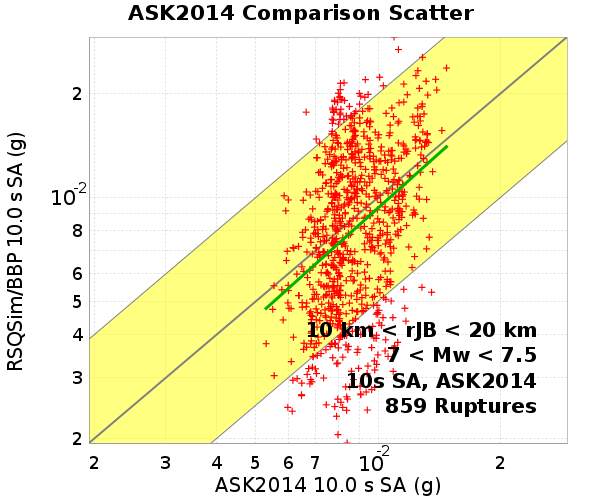 ASK2014 Comparison Scatter
RSQSim/BBP 10.0 s SA (g)
2
10-2
8
6
5
4
3
2
10 km < rJB < 20 km
7 < Mw < 7.5
10s SA, ASK2014
859 Ruptures
2 3 4 5 6 7 10-2 2
ASK2014 10.0 s SA (g)